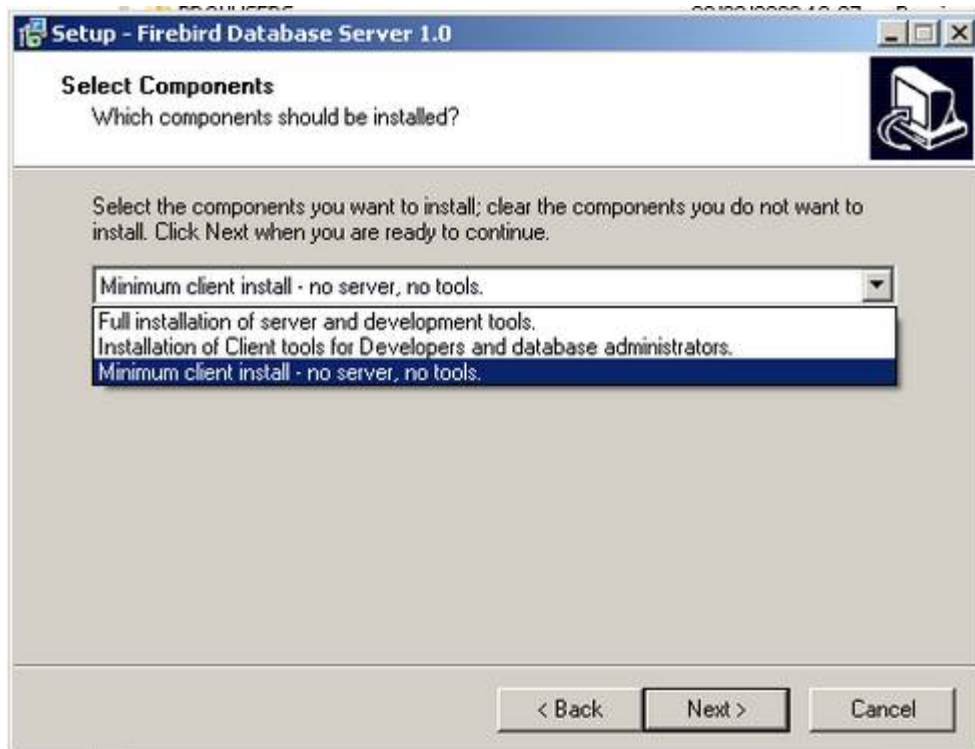 Setup - Firebird Database Server 1.0
Select Components
Which components should be installed?
Select the components you want to install; clear the components you do not want to
install. Click Next when you are ready to continue.
Minimum client install - no server, no tools.
Full installation of server and development tools.
Installation of Client tools for Developers and database administrators.
Minimum client install - no server, no tools.
< Back
Next >
Cancel